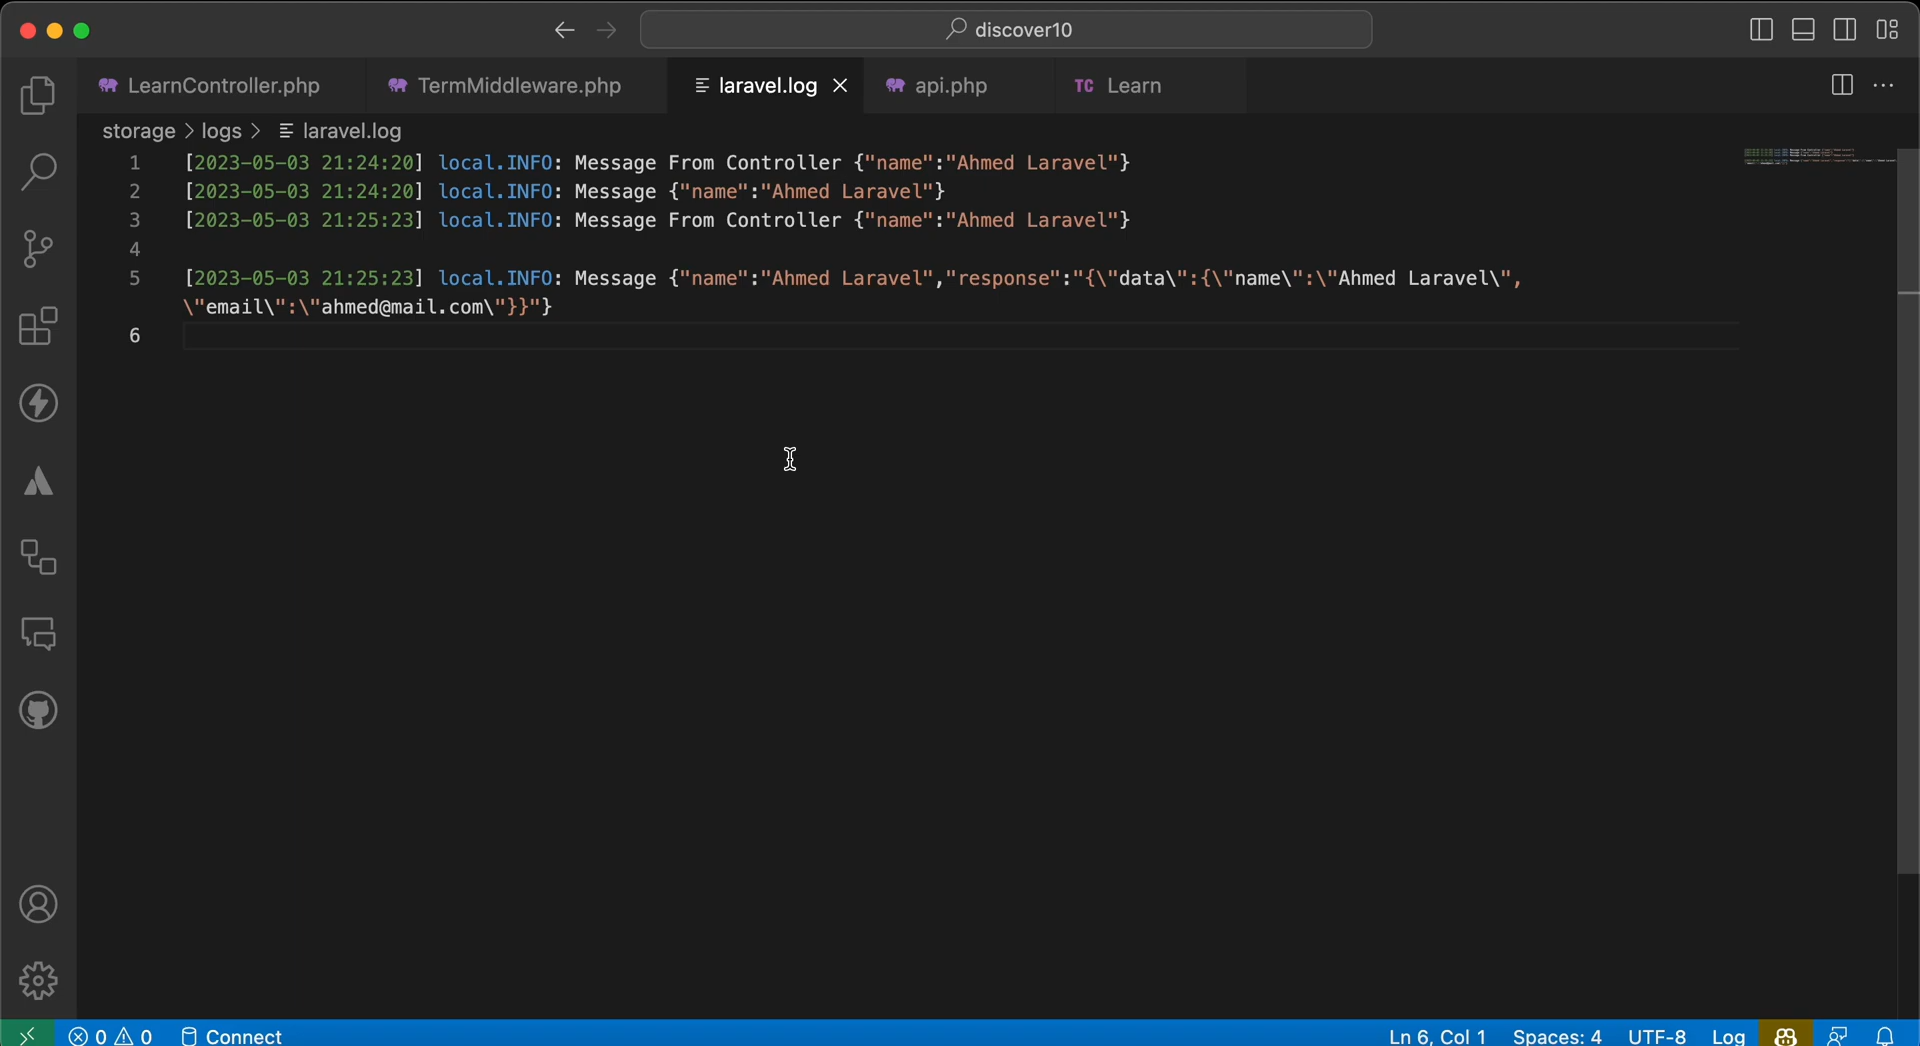 discover10
LearnController.php TermMiddleware.php laravel.log api.php TC Learn
storage > logs > laravel.log
1 [2023-05-03 21:24:20] local.INFO: Message From Controller {"name":"Ahmed Laravel"}
2 [2023-05-03 21:24:20] local.INFO: Message {"name":"Ahmed Laravel"}
3 [2023-05-03 21:25:23] local.INFO: Message From Controller {"name":"Ahmed Laravel"}
4
5 [2023-05-03 21:25:23] local.INFO: Message {"name":"Ahmed Laravel","response":"{\"data\":{\"name\":\"Ahmed Laravel\",
\"email\":\"ahmed@mail.com\"}}"}
6
0 0 Connect Ln 6, Col 1 Spaces: 4 UTF-8 Log